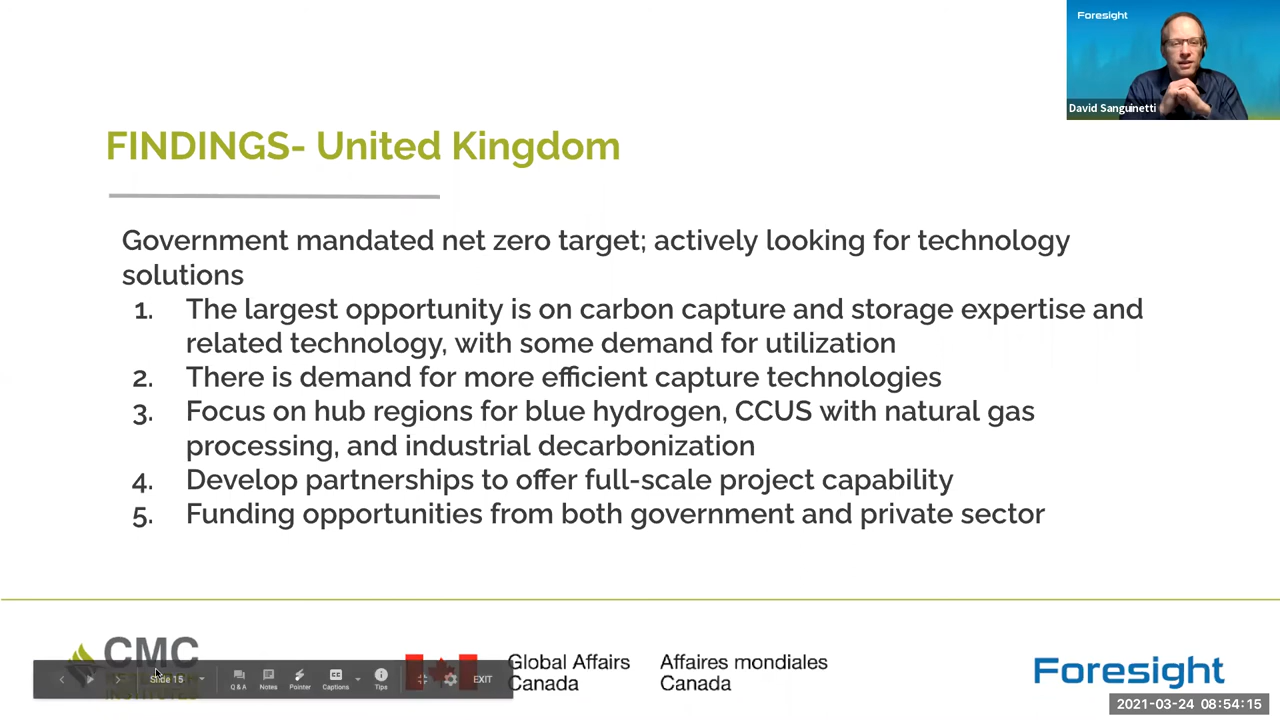 Foresight
David Sanguinetti
FINDINGS- United Kingdom
Government mandated net zero target; actively looking for technology
solutions
1. The largest opportunity is on carbon capture and storage expertise and
related technology, with some demand for utilization
2. There is demand for more efficient capture technologies
3. Focus on hub regions for blue hydrogen, CCUS with natural gas
processing, and industrial decarbonization
4. Develop partnerships to offer full-scale project capability
5. Funding opportunities from both government and private sector
CMC
Slide 15
Q & A
Notes
Pointer
Captions
Tips
EXIT
Global Affairs
Canada
Affaires mondiales
Canada
Foresight
2021-03-24 08:54:15